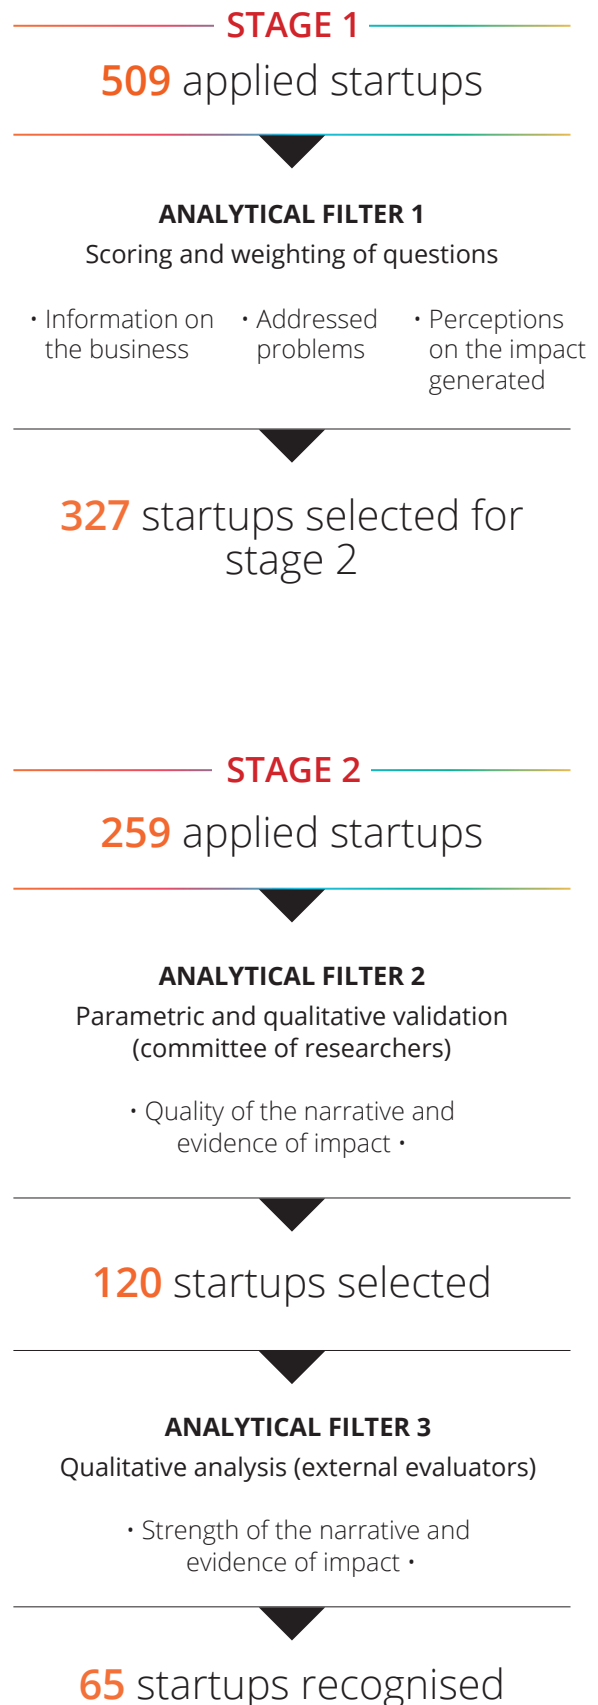 STAGE 1
509 applied startups
ANALYTICAL FILTER 1
Scoring and weighting of questions
• Information on
the business
• Addressed
problems
• Perceptions
on the impact
generated
327 startups selected for
stage 2
STAGE 2
259 applied startups
ANALYTICAL FILTER 2
Parametric and qualitative validation
(committee of researchers)
• Quality of the narrative and
evidence of impact •
120 startups selected
ANALYTICAL FILTER 3
Qualitative analysis (external evaluators)
• Strength of the narrative and
evidence of impact •
65 startups recognised